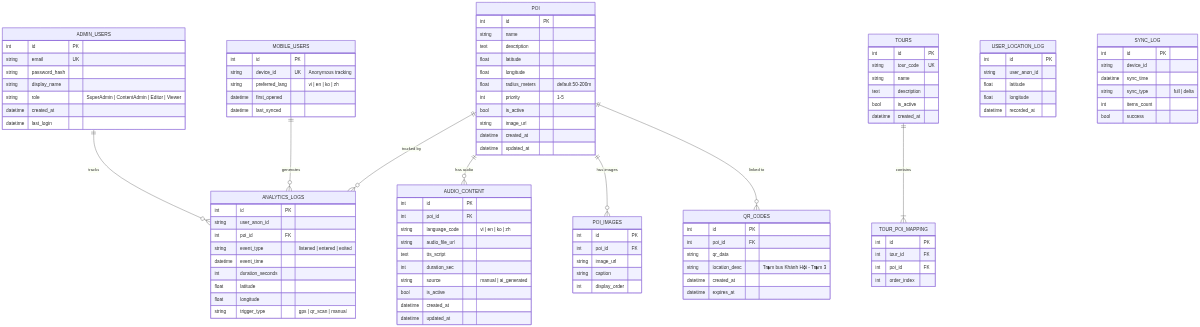 ADMIN_USERS
int id PK
string email UK
string password_hash
string display_name
string role SuperAdmin | ContentAdmin | Editor | Viewer
datetime created_at
datetime last_login
MOBILE_USERS
int id PK
string device_id UK Anonymous tracking
string preferred_lang vi | en | ko | zh
datetime first_opened
datetime last_synced
POI
int id PK
string name
text description
float latitude
float longitude
float radius_meters default 50-200m
int priority 1-5
bool is_active
string image_url
datetime created_at
datetime updated_at
TOURS
int id PK
string tour_code UK
string name
text description
bool is_active
datetime created_at
USER_LOCATION_LOG
int id PK
string user_anon_id
float latitude
float longitude
datetime recorded_at
SYNC_LOG
int id PK
string device_id
datetime sync_time
string sync_type full | delta
int items_count
bool success
tracks
generates
tracked by
has audio
has images
linked to
contains
ANALYTICS_LOGS
int id PK
string user_anon_id
int poi_id FK
string event_type listened | entered | exited
datetime event_time
int duration_seconds
float latitude
float longitude
string trigger_type gps | qr_scan | manual
AUDIO_CONTENT
int id PK
int poi_id FK
string language_code vi | en | ko | zh
string audio_file_url
text tts_script
int duration_sec
string source manual | ai_generated
bool is_active
datetime created_at
datetime updated_at
POI_IMAGES
int id PK
int poi_id FK
string image_url
string caption
int display_order
QR_CODES
int id PK
int poi_id FK
string qr_data
string location_desc Trạm bus Khánh Hội - Trạm 3
datetime created_at
datetime expires_at
TOUR_POI_MAPPING
int id PK
int tour_id FK
int poi_id FK
int order_index